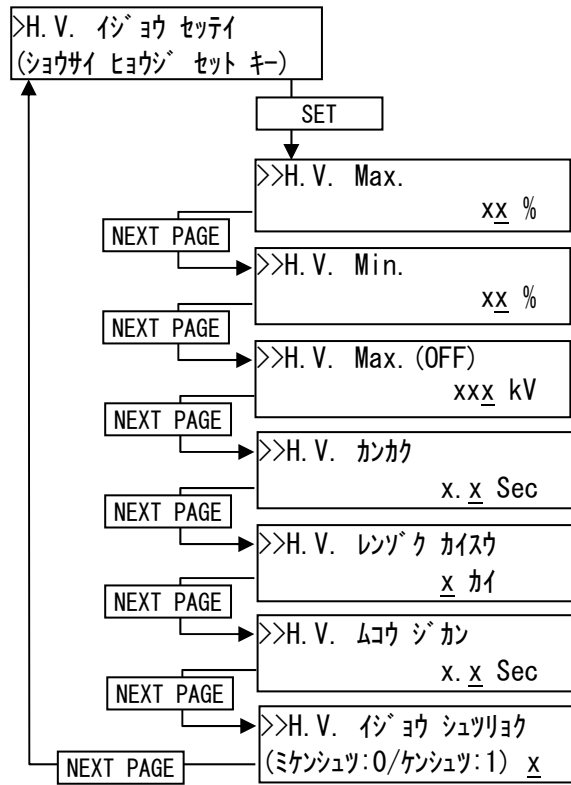 >H.V. ｲｼﾞｮｳ ｾｯﾃｲ
(ｼｮｳｻｲ ﾋｮｳｼﾞ ｾｯﾄ ｷｰ)
SET
>>H.V. Max.
xx %
NEXT PAGE
>>H.V. Min.
xx %
NEXT PAGE
>>H.V. Max.(OFF)
xxx kV
NEXT PAGE
>>H.V. ｶﾝｶｸ
x.x Sec
NEXT PAGE
>>H.V. ﾚﾝｿﾞｸ ｶｲｽｳ
x ｶｲ
NEXT PAGE
>>H.V. ﾑｺｳ ｼﾞｶﾝ
x.x Sec
NEXT PAGE
>>H.V. ｲｼﾞｮｳ ｼｭﾂﾘｮｸ
(ﾐｹﾝｼｭﾂ:0/ｹﾝｼｭﾂ:1) x
NEXT PAGE